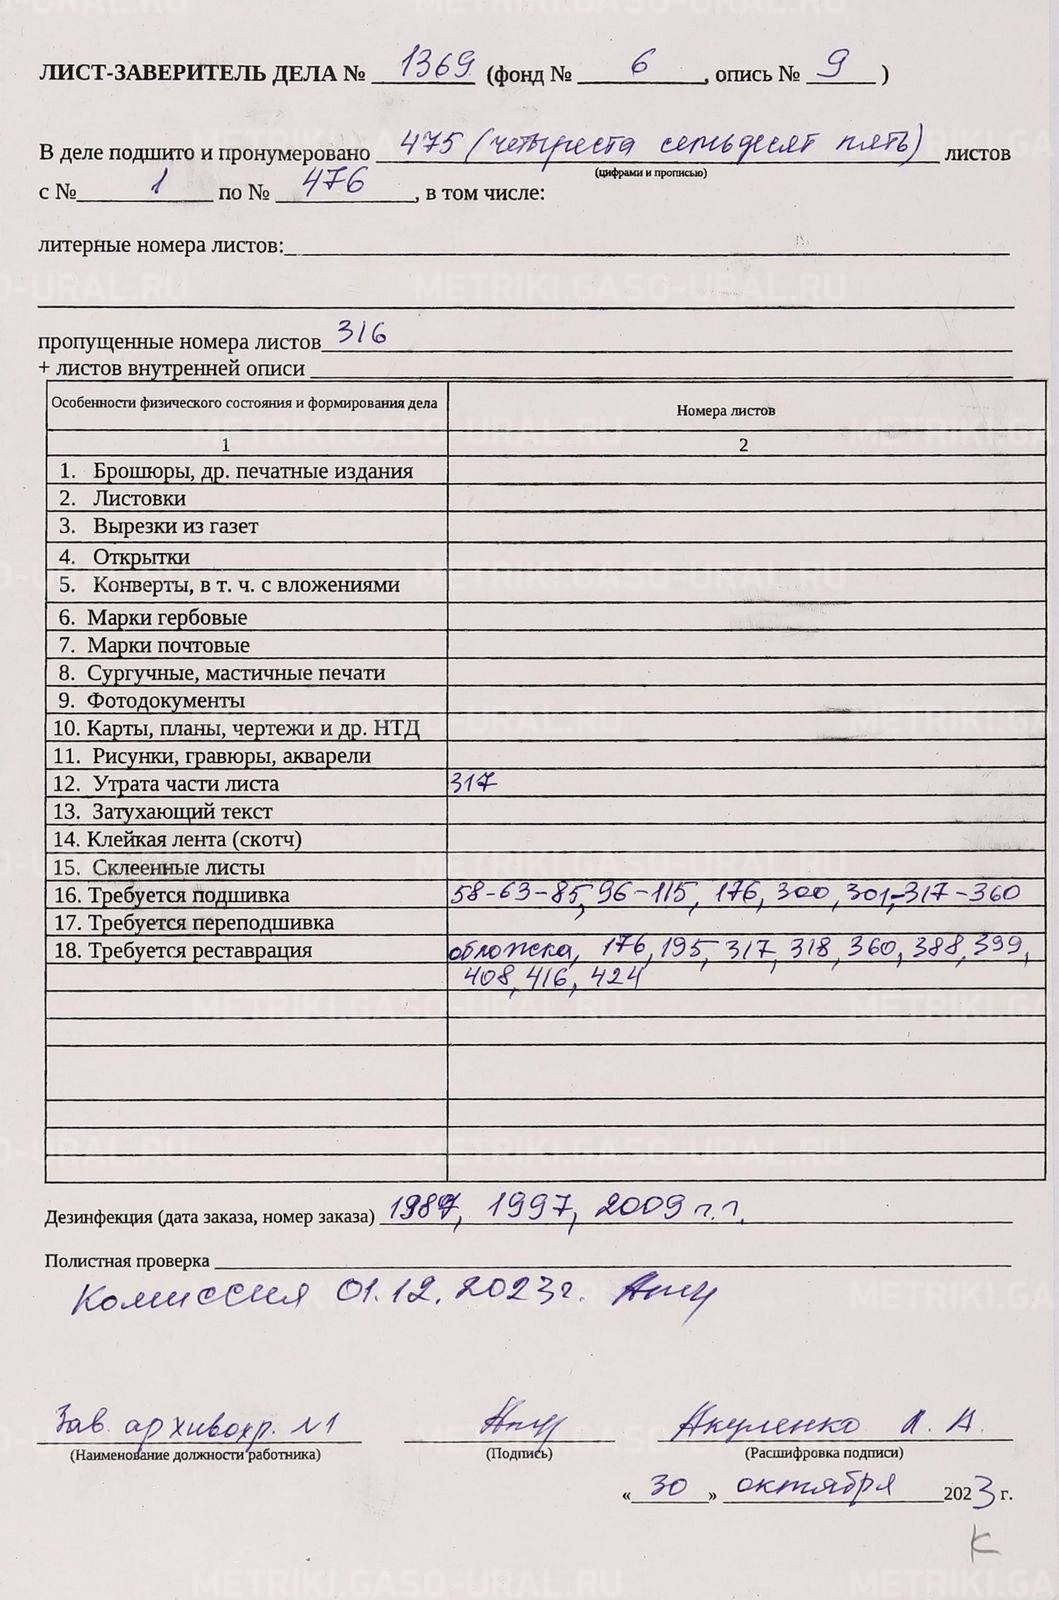 ЛИСТ-ЗАВЕРИТЕЛЬ ДЕЛА № 1369 (фонд № 6, опись № 9)
В деле подшито и пронумеровано 475 (четыреста семьдесят пять) листов
(цифрами и прописью)
с № 1 по № 476, в том числе:
литерные номера листов:
пропущенные номера листов 316
+ листов внутренней описи
Особенности физического состояния и формирования дела Номера листов
1 2
1. Брошюры, др. печатные издания
2. Листовки
3. Вырезки из газет
4. Открытки
5. Конверты, в т. ч. с вложениями
6. Марки гербовые
7. Марки почтовые
8. Сургучные, мастичные печати
9. Фотодокументы
10. Карты, планы, чертежи и др. НТД
11. Рисунки, гравюры, акварели
12. Утрата части листа 317
13. Затухающий текст
14. Клейкая лента (скотч)
15. Склеенные листы
16. Требуется подшивка 58-63-85, 96-115, 176, 300, 301,-317-360
17. Требуется переподшивка
18. Требуется реставрация обложка, 176, 195, 317, 318, 360, 388, 399,
408, 416, 424
Дезинфекция (дата заказа, номер заказа) 1987, 1997, 2009 г.г.
Полистная проверка
Комиссия 01.12.2023г.
Зав. архивохр. №1 Акуленко А. А.
(Наименование должности работника) (Подпись) (Расшифровка подписи)
«30» октября 2023 г.
К
METRIKI.GASO-URAL.RU